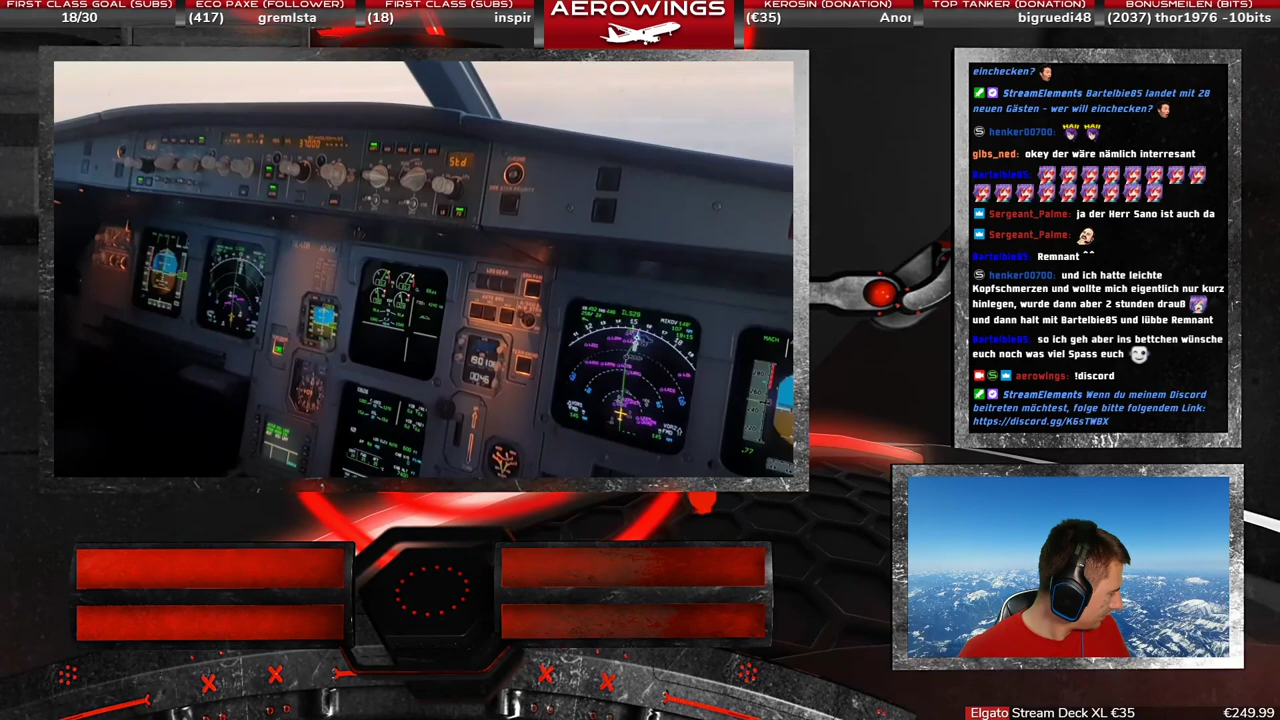 FIRST CLASS GOAL (SUBS)
18/30
ECO PAXE (FOLLOWER)
(417) gremlsta
FIRST CLASS (SUBS)
(18) inspir
AEROWINGS
KEROSIN (DONATION)
(€35) Anoi
TOP TANKER (DONATION)
bigruedi48
BONUSMEILEN (BITS)
(2037) thor1976 -10bits
37000
Std
ILS29
MACH
.77
einchecken?
StreamElements Bartelbie85 landet mit 28
neuen Gästen - wer will einchecken?
henker00700:
gibs_ned: okey der wäre nämlich interresant
Bartelbie85:
Sergeant_Palme: ja der Herr Sano ist auch da
Sergeant_Palme:
Bartelbie85: Remnant ^^
henker00700: und ich hatte leichte
Kopfschmerzen und wollte mich eigentlich nur kurz
hinlegen, wurde dann aber 2 stunden drauß
und dann halt mit Bartelbie85 und lübbe Remnant
Bartelbie85: so ich geh aber ins bettchen wünsche
euch noch was viel Spass euch
aerowings: !discord
StreamElements Wenn du meinem Discord
beitreten möchtest, folge bitte folgendem Link:
https://discord.gg/K6sTWBX
Elgato Stream Deck XL €35 €249.99